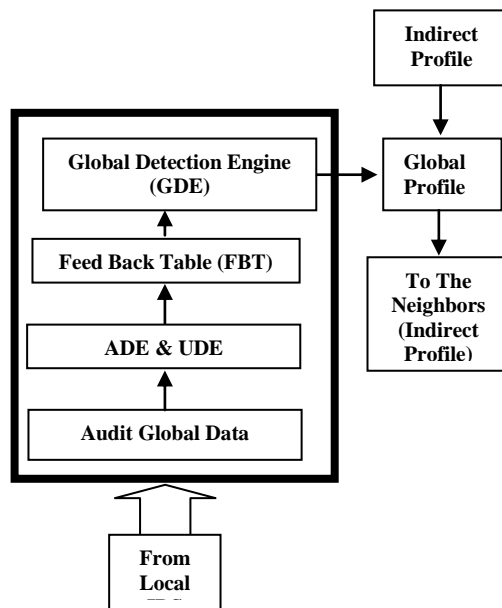 Indirect
Profile
Global Detection Engine
(GDE)
Global
Profile
Feed Back Table (FBT)
To The
Neighbors
(Indirect
Profile)
ADE & UDE
Audit Global Data
From
Local